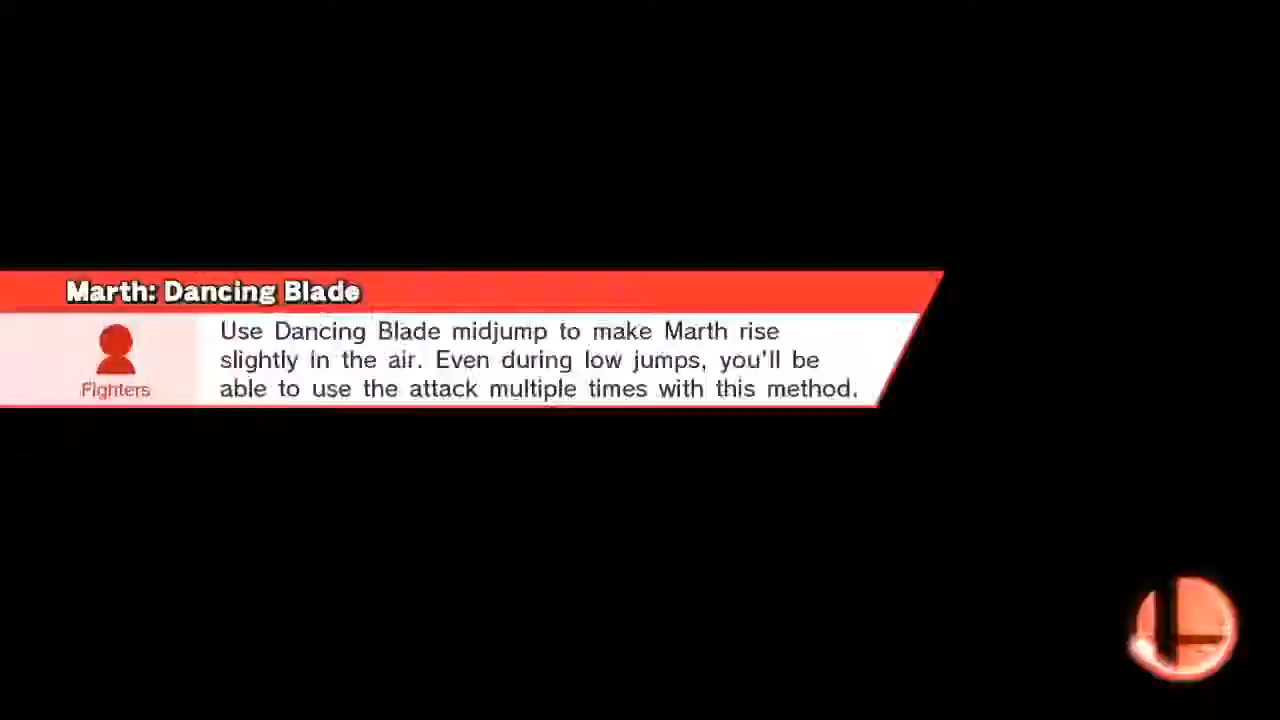 Marth: Dancing Blade
Fighters
Use Dancing Blade midjump to make Marth rise
slightly in the air. Even during low jumps, you'll be
able to use the attack multiple times with this method.